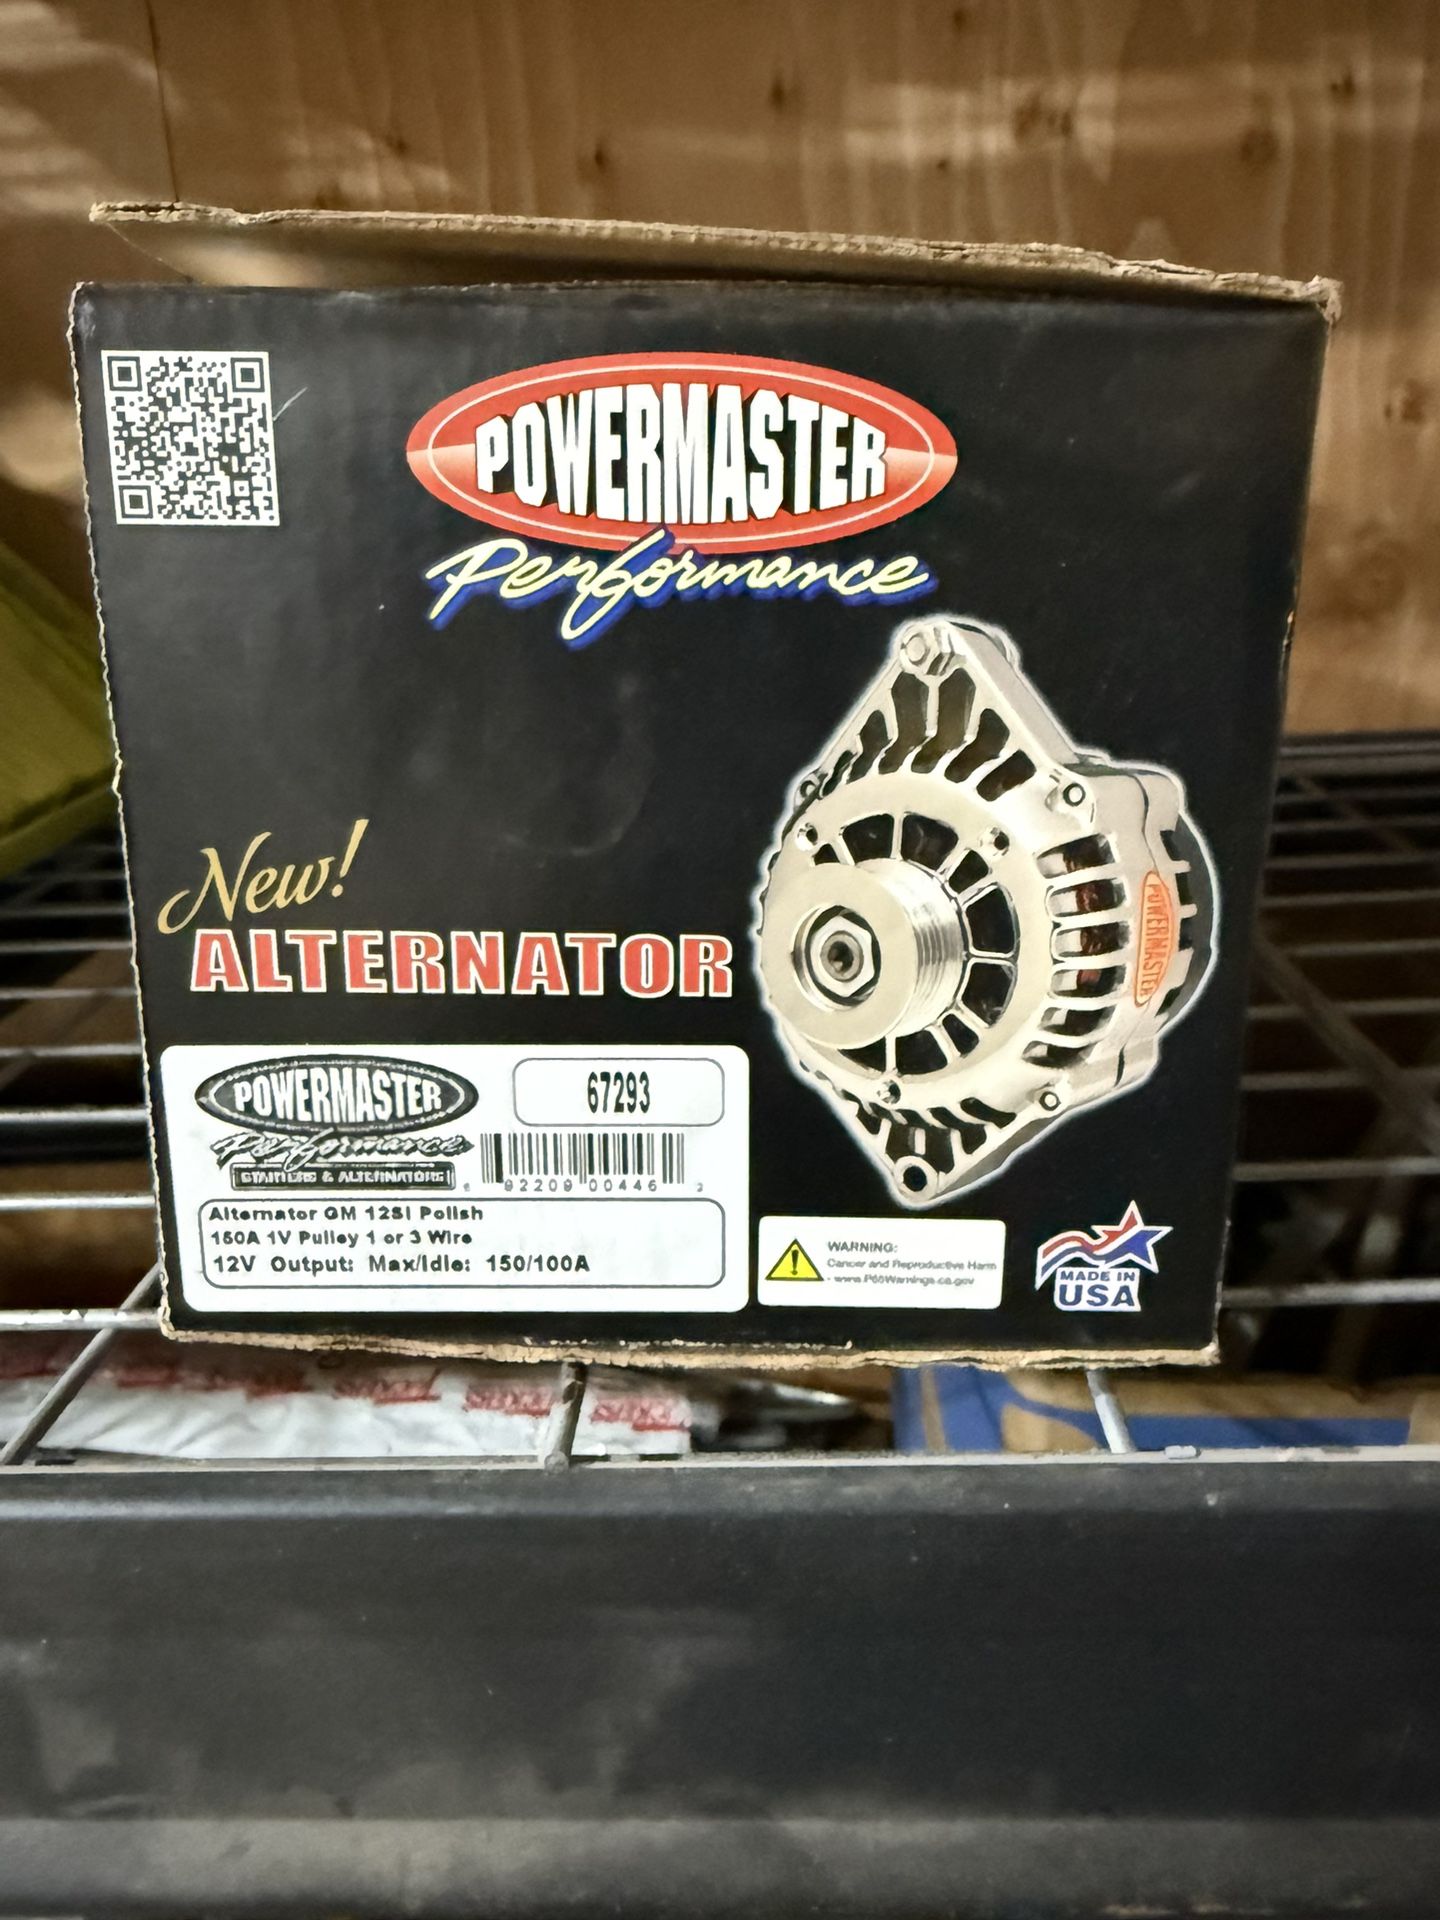 POWERMASTER
Performance
New!
ALTERNATOR
POWERMASTER
POWERMASTER
Performance
STARTERS & ALTERNATORS
67293
92209 00446
Alternator GM 12SI Polish
150A 1V Pulley 1 or 3 Wire
12V Output: Max/Idle: 150/100A
WARNING:
Cancer and Reproductive Harm
- www.P65Warnings.ca.gov
MADE IN
USA